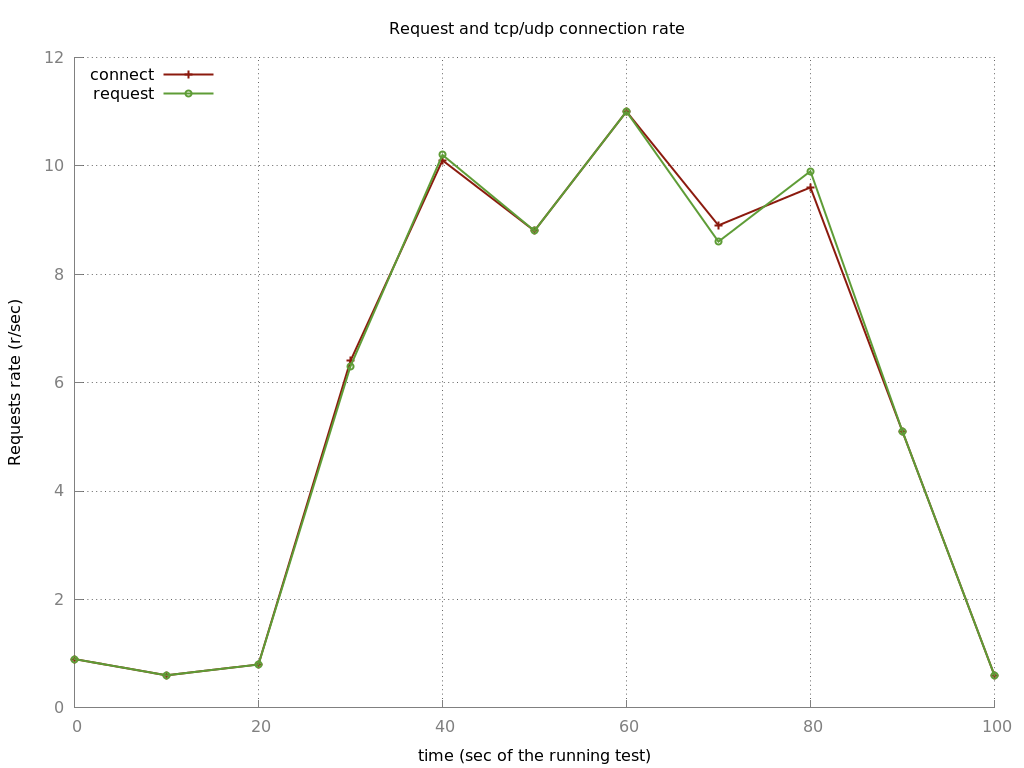 Request and tcp/udp connection rate
12
10
8
6
4
2
0
connect
request
Requests rate (r/sec)
0 20 40 60 80 100
time (sec of the running test)